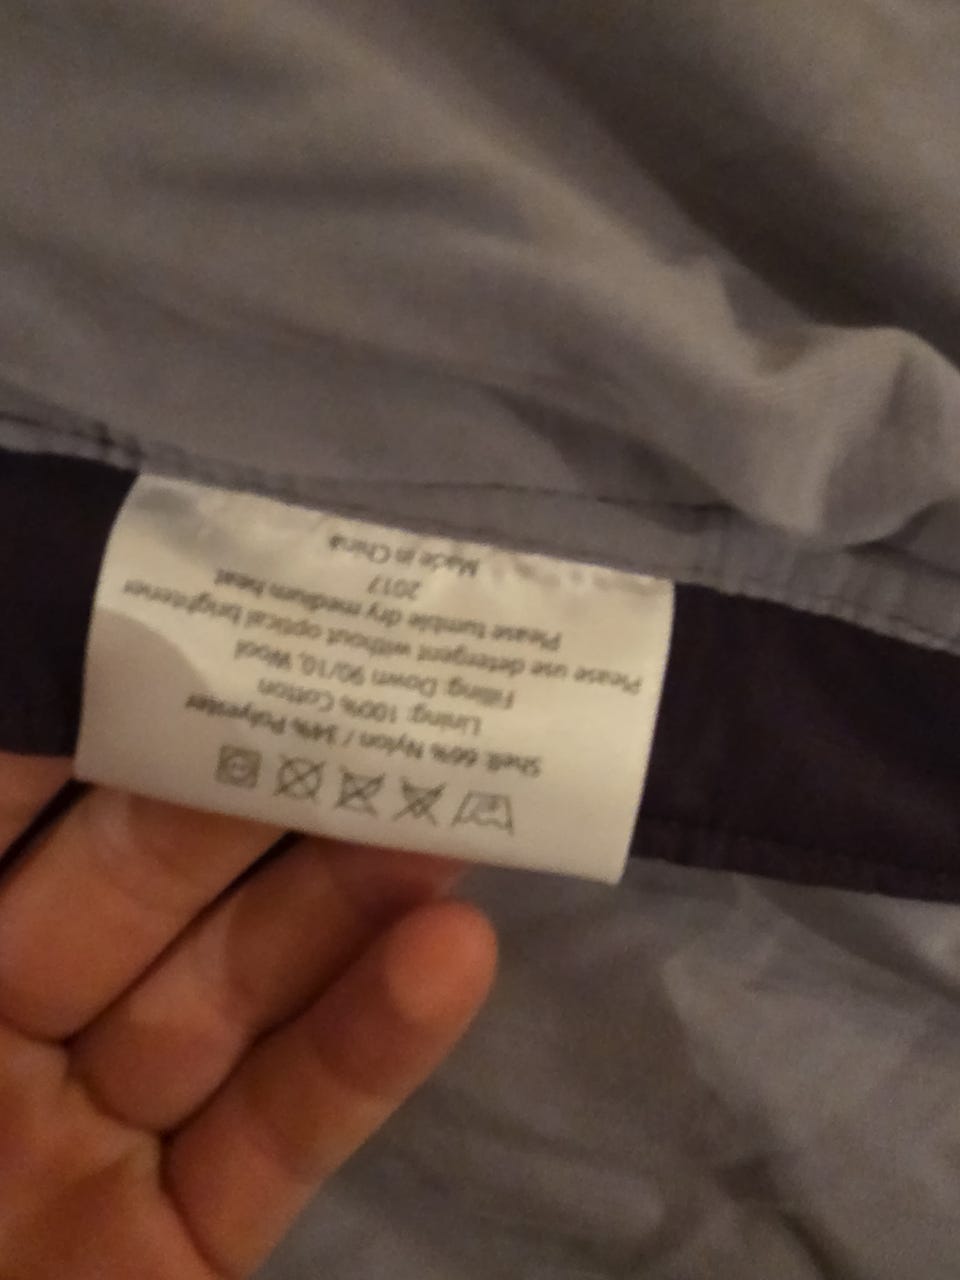 Shell: 66% Nylon / 34% Polyester
Lining: 100% Cotton
Filling: Down 90/10, Wool
Please use detergent without optical brightener
Please tumble dry medium heat
2017
Made in China